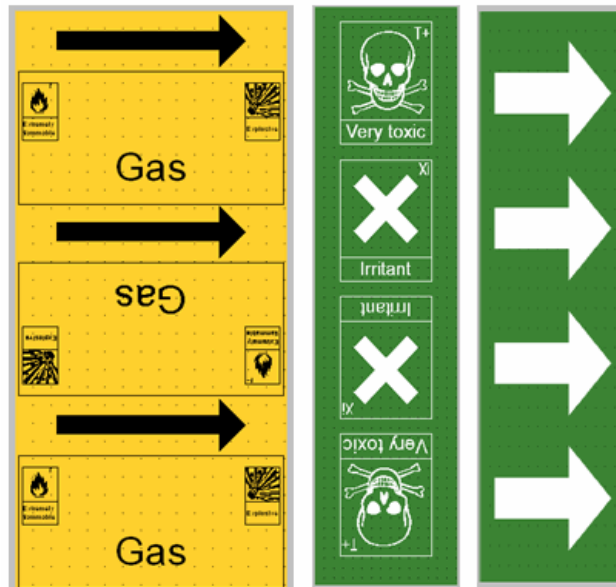 Extremely
flammable
Explosive
Gas
Gas
Explosive
Extremely
flammable
Extremely
flammable
Explosive
Gas
T+
Very toxic
Xi
Irritant
Irritant
Xi
Very toxic
T+